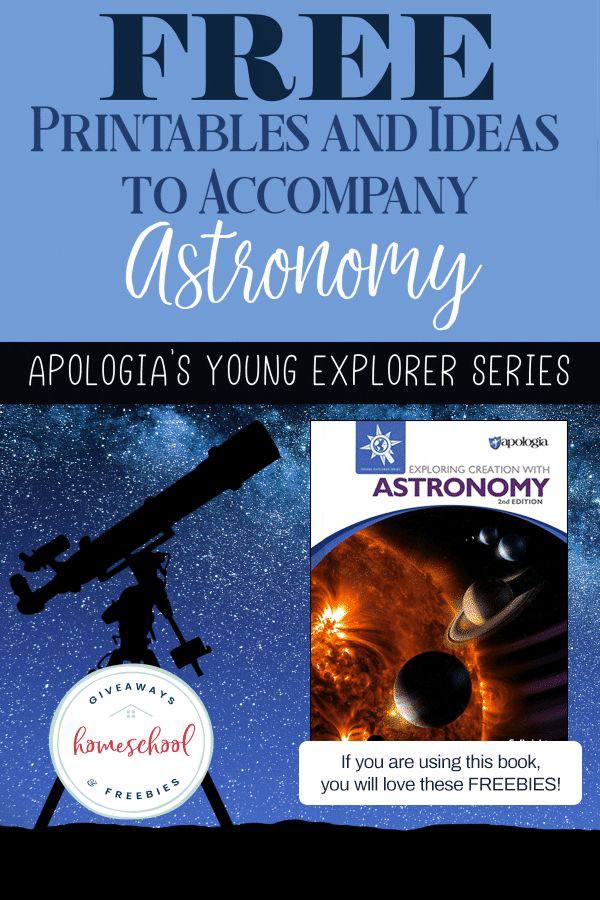 FREE
PRINTABLES AND IDEAS
TO ACCOMPANY
Astronomy
APOLOGIA'S YOUNG EXPLORER SERIES
apologia
EXPLORING CREATION WITH
ASTRONOMY
2nd EDITION
GIVEAWAYS
homeschool
& FREEBIES
If you are using this book,
you will love these FREEBIES!